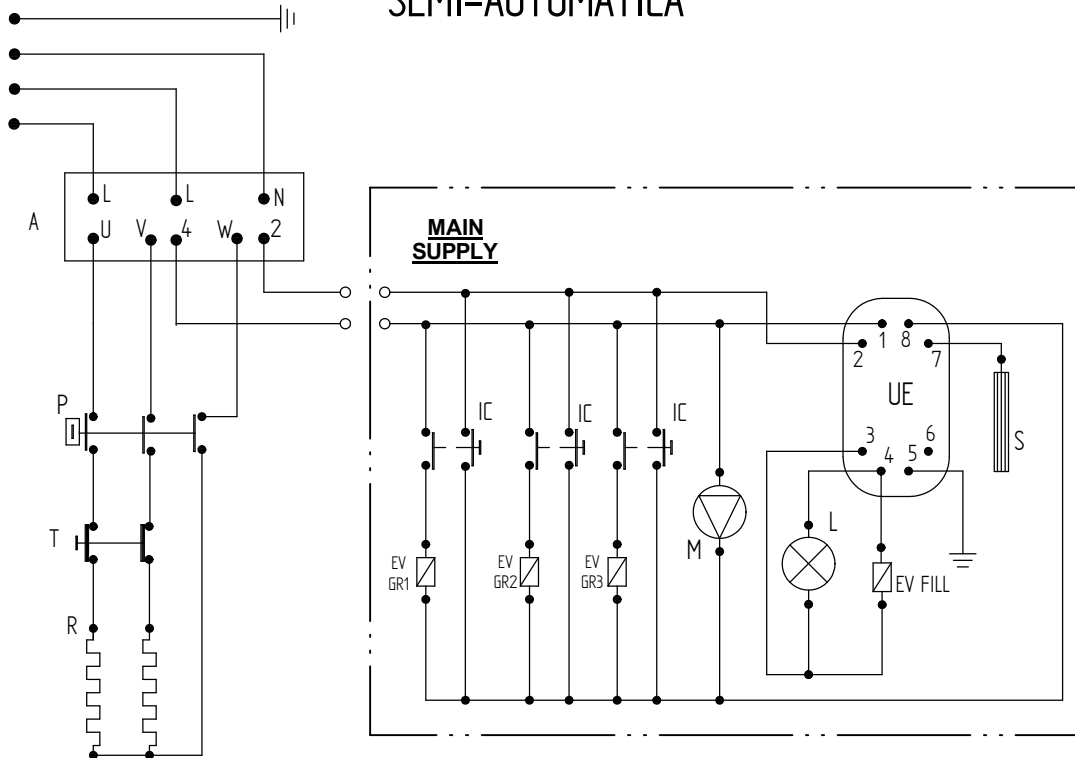 SEMI-AUTOMATICA
L L N
A
U V 4 W 2
MAIN
SUPPLY
P
IC IC IC
1 8
2 7
UE
S
3 6
4 5
T
M
L
EV
GR1
EV
GR2
EV
GR3
EV FILL
R